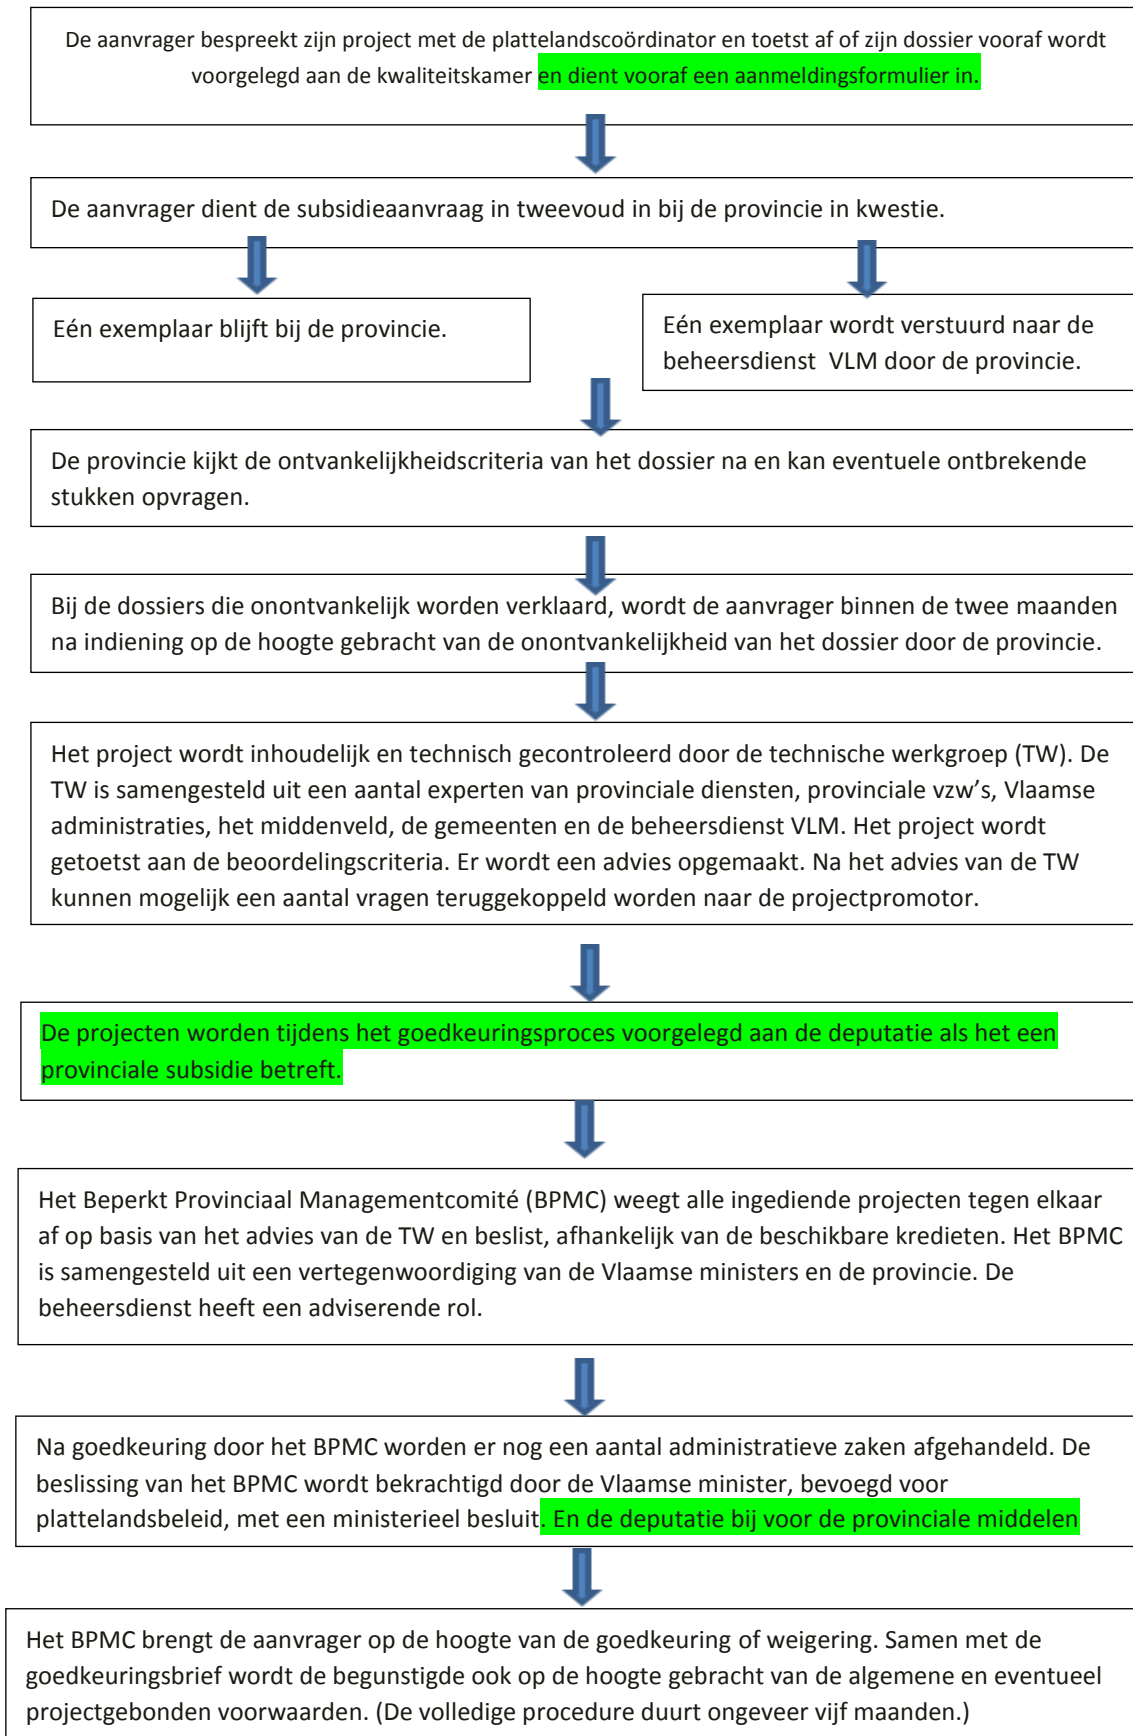 De aanvrager bespreekt zijn project met de plattelandscoördinator en toetst af of zijn dossier vooraf wordt
voorgelegd aan de kwaliteitskamer en dient vooraf een aanmeldingsformulier in.
De aanvrager dient de subsidieaanvraag in tweevoud in bij de provincie in kwestie.
Eén exemplaar blijft bij de provincie.
Eén exemplaar wordt verstuurd naar de
beheersdienst VLM door de provincie.
De provincie kijkt de ontvankelijkheidscriteria van het dossier na en kan eventuele ontbrekende
stukken opvragen.
Bij de dossiers die onontvankelijk worden verklaard, wordt de aanvrager binnen de twee maanden
na indiening op de hoogte gebracht van de onontvankelijkheid van het dossier door de provincie.
Het project wordt inhoudelijk en technisch gecontroleerd door de technische werkgroep (TW). De
TW is samengesteld uit een aantal experten van provinciale diensten, provinciale vzw's, Vlaamse
administraties, het middenveld, de gemeenten en de beheersdienst VLM. Het project wordt
getoetst aan de beoordelingscriteria. Er wordt een advies opgemaakt. Na het advies van de TW
kunnen mogelijk een aantal vragen teruggekoppeld worden naar de projectpromotor.
De projecten worden tijdens het goedkeuringsproces voorgelegd aan de deputatie als het een
provinciale subsidie betreft.
Het Beperkt Provinciaal Managementcomité (BPMC) weegt alle ingediende projecten tegen elkaar
af op basis van het advies van de TW en beslist, afhankelijk van de beschikbare kredieten. Het BPMC
is samengesteld uit een vertegenwoordiging van de Vlaamse ministers en de provincie. De
beheersdienst heeft een adviserende rol.
Na goedkeuring door het BPMC worden er nog een aantal administratieve zaken afgehandeld. De
beslissing van het BPMC wordt bekrachtigd door de Vlaamse minister, bevoegd voor
plattelandsbeleid, met een ministerieel besluit. En de deputatie bij voor de provinciale middelen
Het BPMC brengt de aanvrager op de hoogte van de goedkeuring of weigering. Samen met de
goedkeuringsbrief wordt de begunstigde ook op de hoogte gebracht van de algemene en eventueel
projectgebonden voorwaarden. (De volledige procedure duurt ongeveer vijf maanden.)